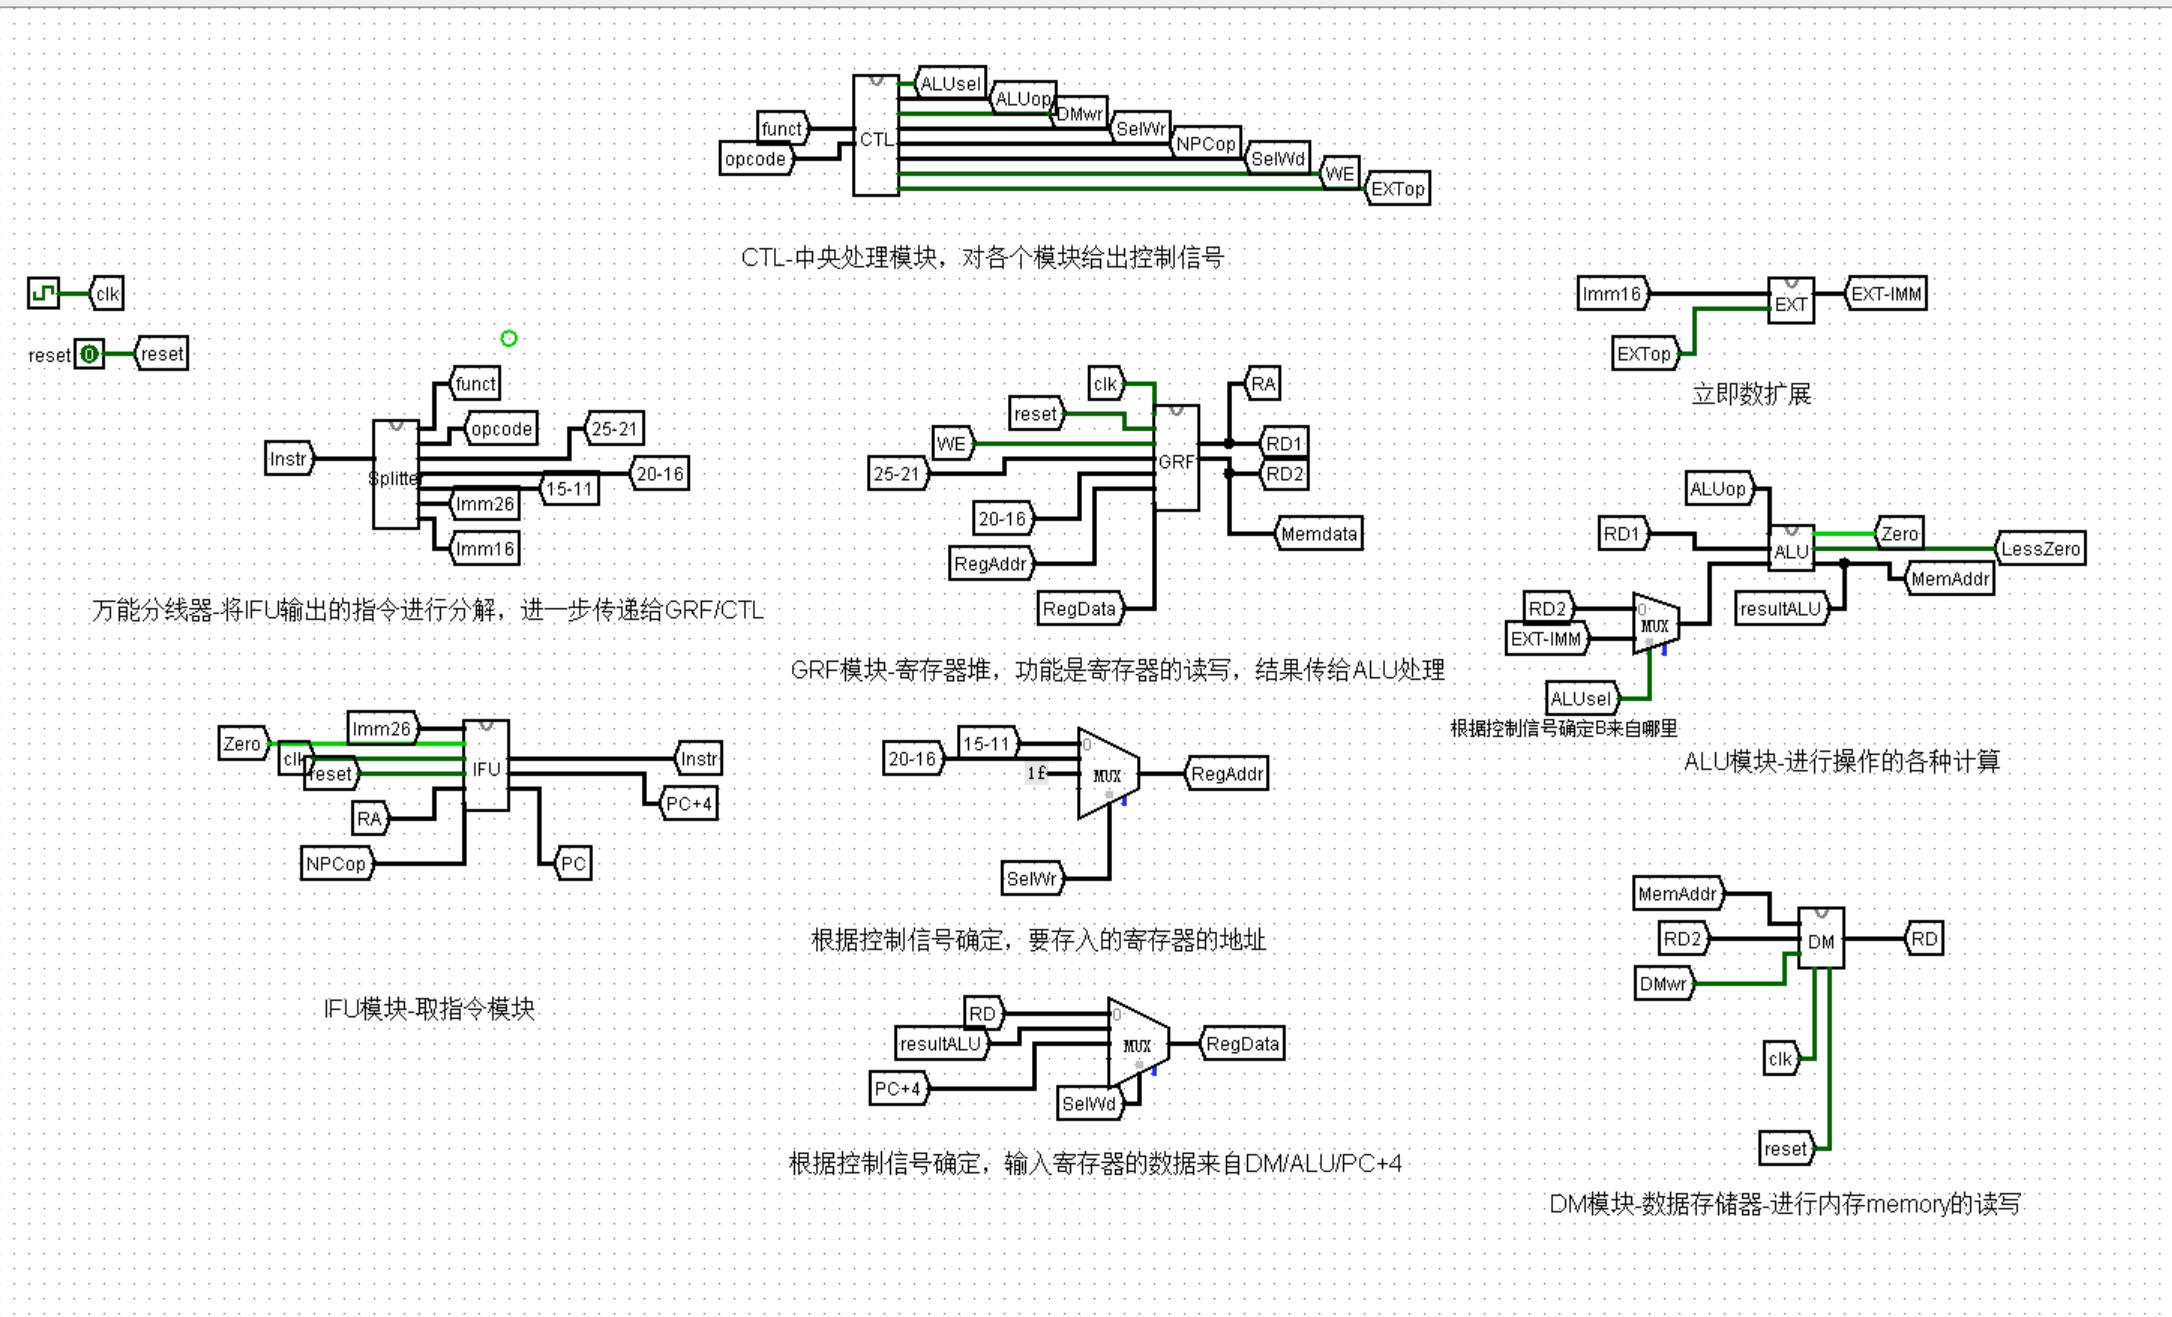 ALUsel
ALUop
DMwr
SelWr
NPCop
SelWd
WE
EXTop
funct
opcode
CTL
CTL-中央处理模块，对各个模块给出控制信号
clk
reset
reset
Imm16
EXTop
EXT
EXT-IMM
立即数扩展
Instr
Splitte
funct
opcode
25-21
20-16
15-11
Imm26
Imm16
万能分线器-将IFU输出的指令进行分解，进一步传递给GRF/CTL
clk
reset
WE
25-21
20-16
RegAddr
RegData
GRF
RA
RD1
RD2
Memdata
GRF模块-寄存器堆，功能是寄存器的读写，结果传给ALU处理
ALUop
RD1
RD2
EXT-IMM
0
MUX
ALUsel
ALU
Zero
LessZero
MemAddr
resultALU
根据控制信号确定B来自哪里
ALU模块-进行操作的各种计算
Zero
Imm26
clk
reset
RA
NPCop
IFU
Instr
PC+4
PC
IFU模块-取指令模块
15-11
20-16
1f
0
MUX
RegAddr
SelWr
根据控制信号确定，要存入的寄存器的地址
RD
resultALU
PC+4
0
MUX
SelWd
RegData
根据控制信号确定，输入寄存器的数据来自DM/ALU/PC+4
MemAddr
RD2
DMwr
clk
reset
DM
RD
DM模块-数据存储器-进行内存memory的读写